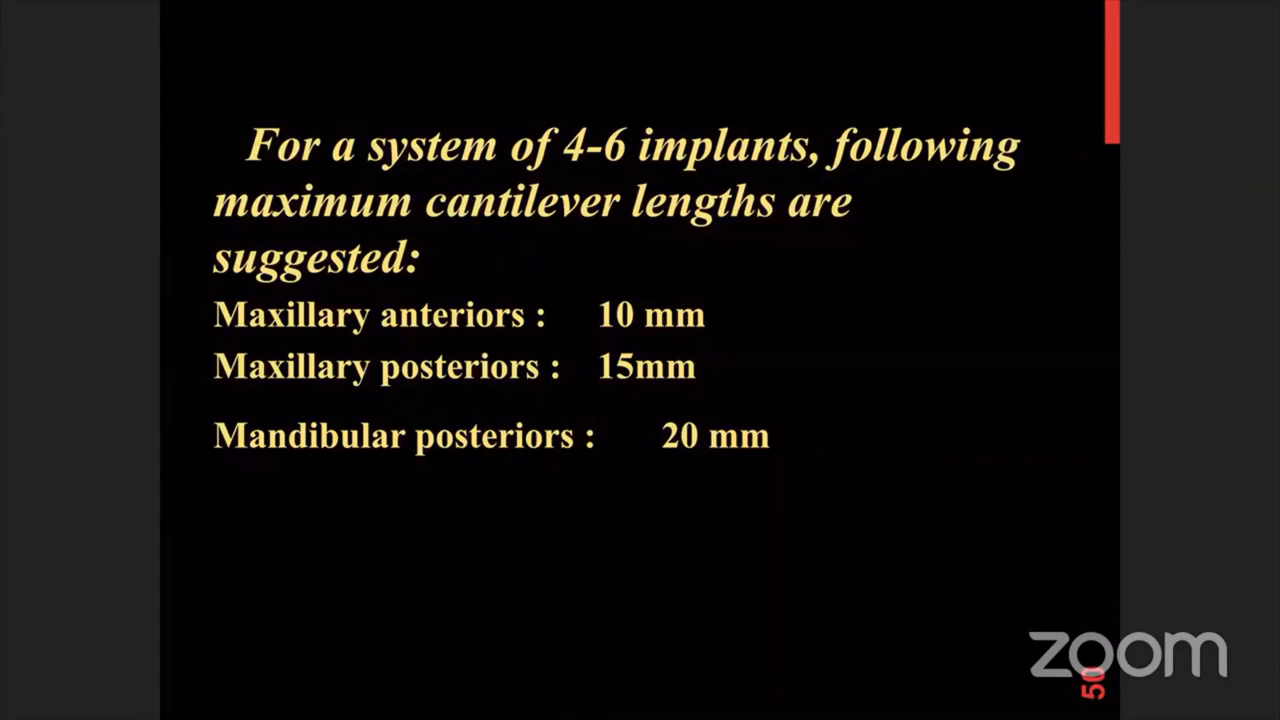 For a system of 4-6 implants, following
maximum cantilever lengths are
suggested:
Maxillary anteriors : 10 mm
Maxillary posteriors : 15mm
Mandibular posteriors : 20 mm
zoom
50